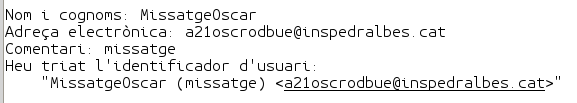 Nom i cognoms: MissatgeOscar
Adreça electrònica: a21oscrodbue@inspedralbes.cat
Comentari: missatge
Heu triat l'identificador d'usuari:
"MissatgeOscar (missatge) <a21oscrodbue@inspedralbes.cat>"